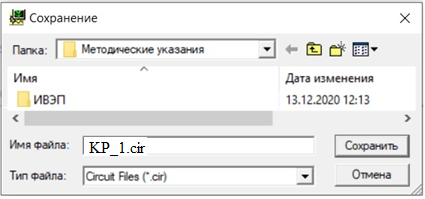 Сохранение
Папка: Методические указания
Имя Дата изменения
ИВЭП 13.12.2020 12:13
Имя файла: KP_1.cir Сохранить
Тип файла: Circuit Files (*.cir) Отмена